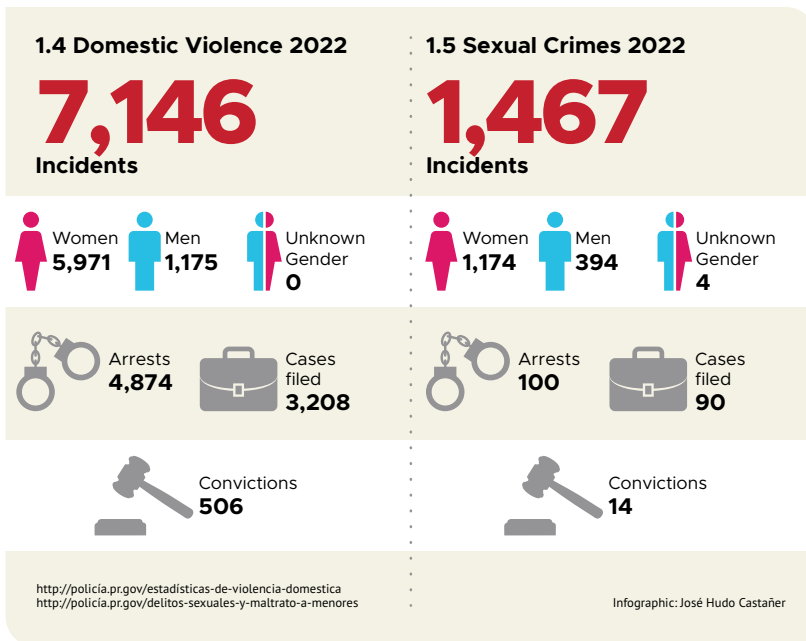 1.4 Domestic Violence 2022
7,146
Incidents
Women
5,971
Men
1,175
Unknown
Gender
0
Arrests
4,874
Cases
filed
3,208
Convictions
506
http://policía.pr.gov/estadísticas-de-violencia-domestica
http://policía.pr.gov/delitos-sexuales-y-maltrato-a-menores
1.5 Sexual Crimes 2022
1,467
Incidents
Women
1,174
Men
394
Unknown
Gender
4
Arrests
100
Cases
filed
90
Convictions
14
Infographic: José Hudo Castañer